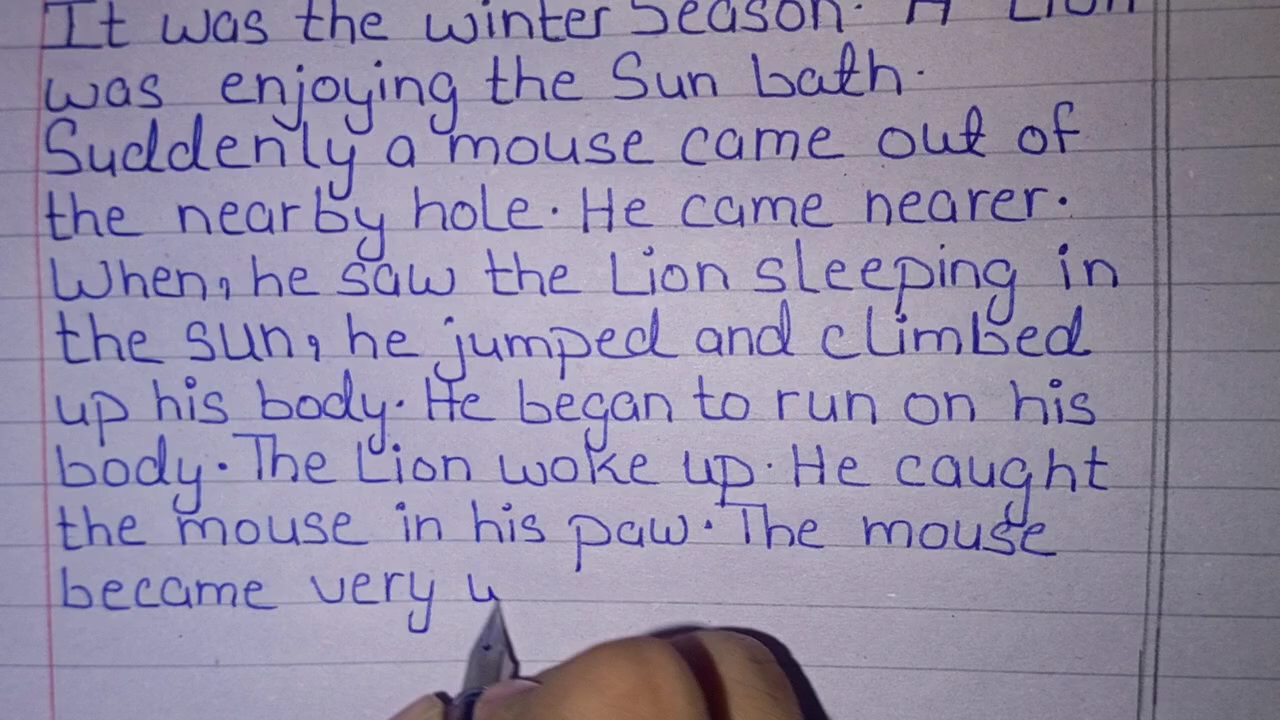 It was the winter Season. A Lion
was enjoying the Sun bath.
Suddenly a mouse came out of
the nearby hole. He came nearer.
When, he saw the Lion sleeping in
the sun, he jumped and climbed
up his body. He began to run on his
body. The Lion woke up. He caught
the mouse in his paw. The mouse
became very